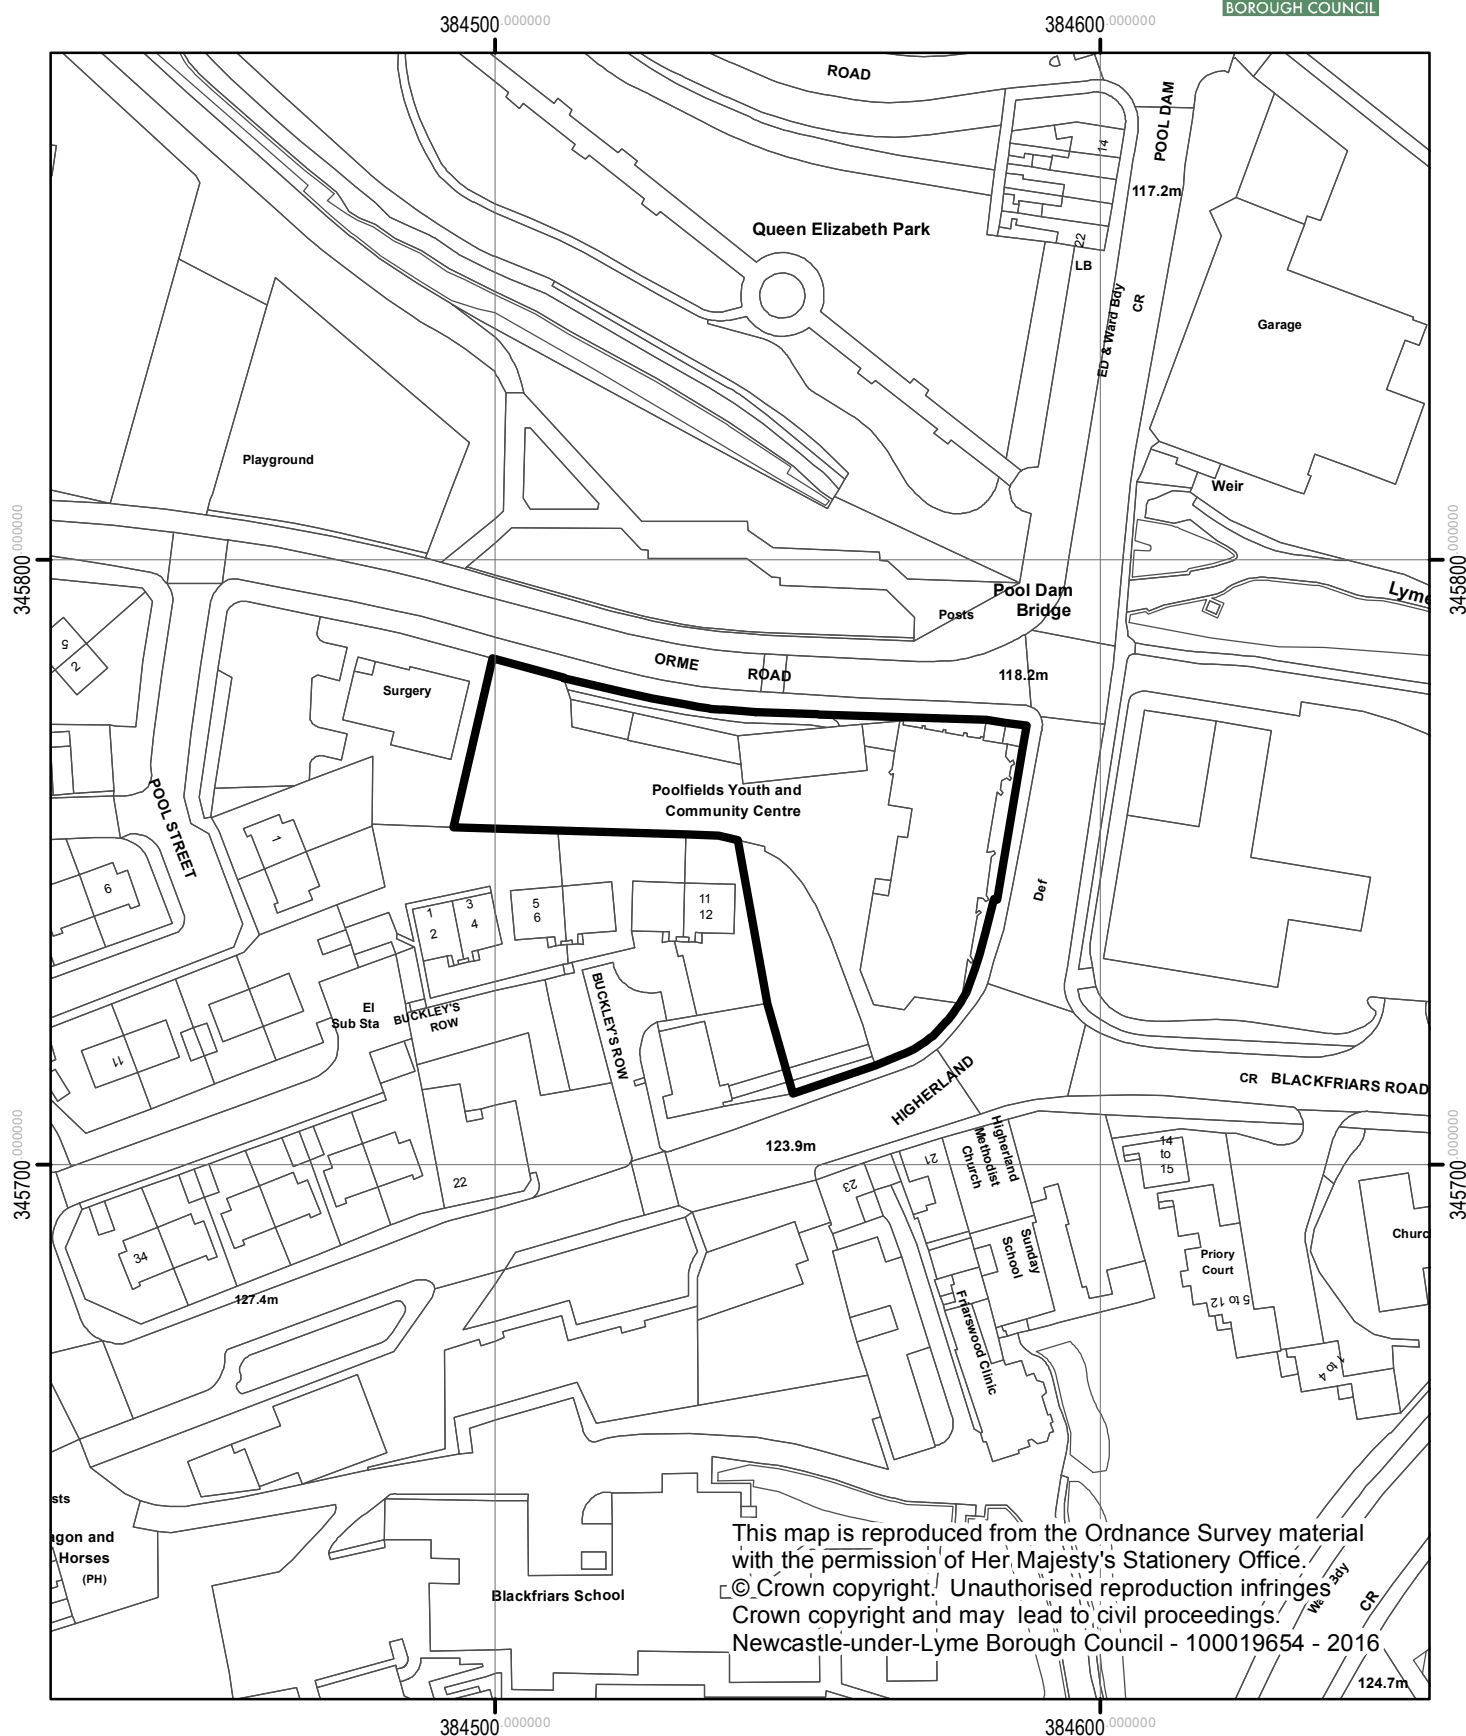 BOROUGH COUNCIL
384500.000000
384600.000000
ROAD
POOL DAM
14
117.2m
Queen Elizabeth Park
22
LB
ED & Ward Bdy
CR
Garage
Playground
Weir
345800.000000
345800.000000
Pool Dam
Bridge
Lyme
Posts
5
2
ORME
ROAD
118.2m
Surgery
POOL STREET
Poolfields Youth and
Community Centre
1
6
Def
1
2
3
4
5
6
11
12
El
Sub Sta
BUCKLEY'S
ROW
BUCKLEY'S ROW
11
HIGHERLAND
CR
BLACKFRIARS ROAD
123.9m
21
Higherland
Methodist
Church
14
to
15
345700.000000
345700.000000
22
23
34
Sunday
School
Priory
Court
Churc
127.4m
5 to 12
Friarswood Clinic
1 to 4
sts
agon and
Horses
(PH)
Blackfriars School
This map is reproduced from the Ordnance Survey material
with the permission of Her Majesty's Stationery Office.
© Crown copyright. Unauthorised reproduction infringes
Crown copyright and may lead to civil proceedings.
Newcastle-under-Lyme Borough Council - 100019654 - 2016
Bdy
CR
124.7m
384500.000000
384600.000000